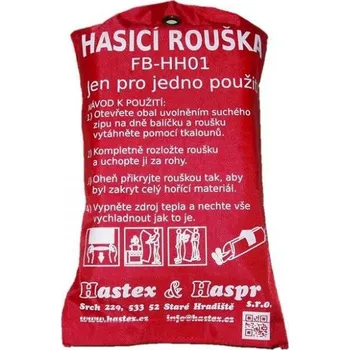 HASICÍ ROUŠKA
FB-HH01
Jen pro jedno použití
NÁVOD K POUŽITÍ:
1) Otevřete obal uvolněním suchého
zipu na dně balíčku a roušku
vytáhněte pomocí tkalounů.
2) Kompletně rozložte roušku
a uchopte ji za rohy.
3) Oheň přikryjte rouškou tak, aby
byl zakryt celý hořící materiál.
4) Vypněte zdroj tepla a nechte vše
vychladnout jak to je.
Hastex & Haspr
s.r.o.
Srch 229, 533 52 Staré Hradiště
www.hastex.cz info@hastex.cz